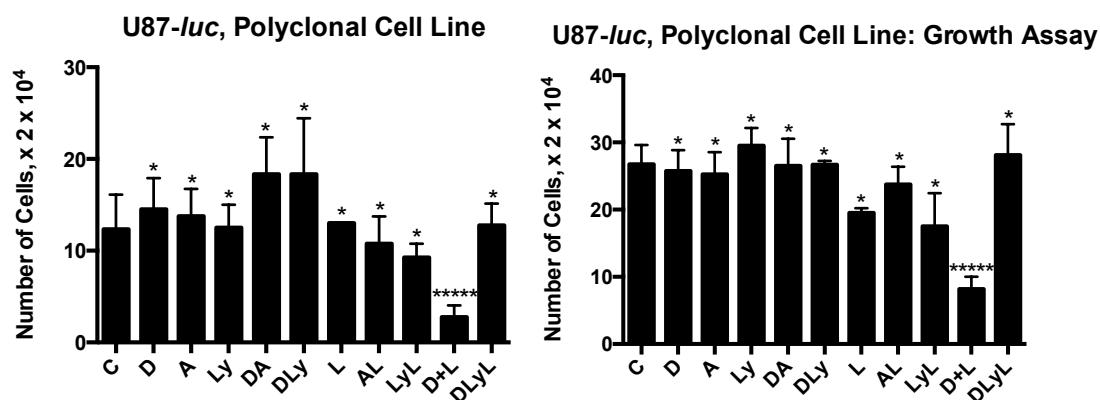 U87-luc, Polyclonal Cell Line
Number of Cells, x 2 x 10⁴
30
20
10
0
*
*
*
*
*
*
*
*
*****
*
C
D
A
Ly
DA
DLy
L
AL
LyL
D+L
DLyL
U87-luc, Polyclonal Cell Line: Growth Assay
Number of Cells, x 2 x 10⁴
40
30
20
10
0
*
*
*
*
*
*
*
*
*****
*
C
D
A
Ly
DA
DLy
L
AL
LyL
D+L
DLyL